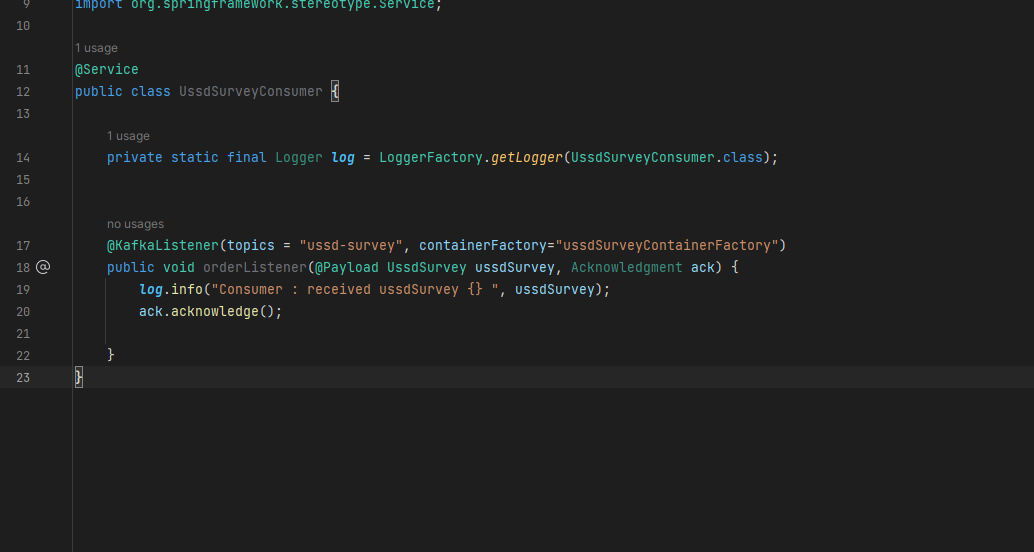 9 import org.springframework.stereotype.Service;
10
1 usage
11 @Service
12 public class UssdSurveyConsumer {
13
1 usage
14 private static final Logger log = LoggerFactory.getLogger(UssdSurveyConsumer.class);
15
16
no usages
17 @KafkaListener(topics = "ussd-survey", containerFactory="ussdSurveyContainerFactory")
18 public void orderListener(@Payload UssdSurvey ussdSurvey, Acknowledgment ack) {
19 log.info("Consumer : received ussdSurvey {} ", ussdSurvey);
20 ack.acknowledge();
21
22 }
23 }